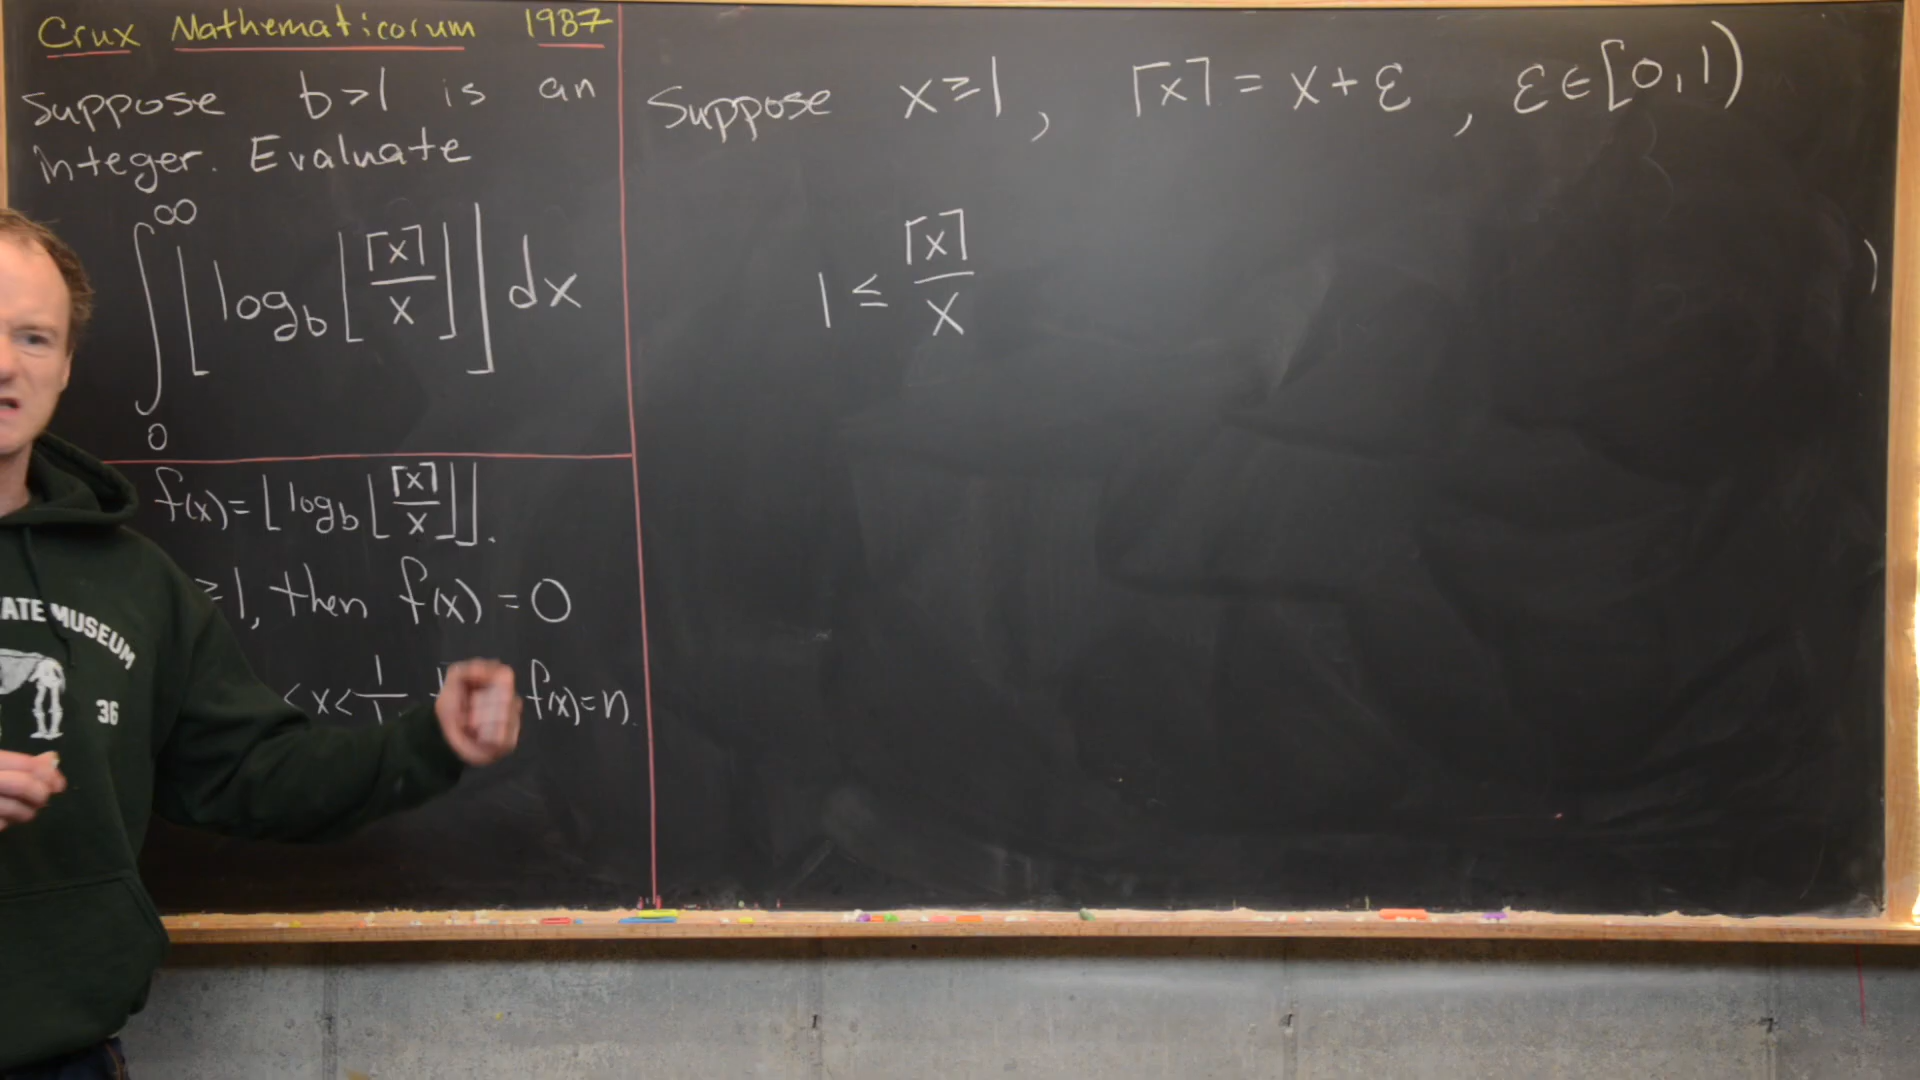 Crux Mathematicorum 1987
Suppose b>1 is an
integer. Evaluate
∫₀^∞ ⌊log_b ⌊⌈x⌉/x⌋⌋ dx
f(x)=⌊log_b ⌊⌈x⌉/x⌋⌋.
≥1, then f(x)=0
<x<1/ f(x)=n.
Suppose x≥1, ⌈x⌉=x+ε, ε∈[0,1)
1≤⌈x⌉/x
)
ATE MUSEUM
36